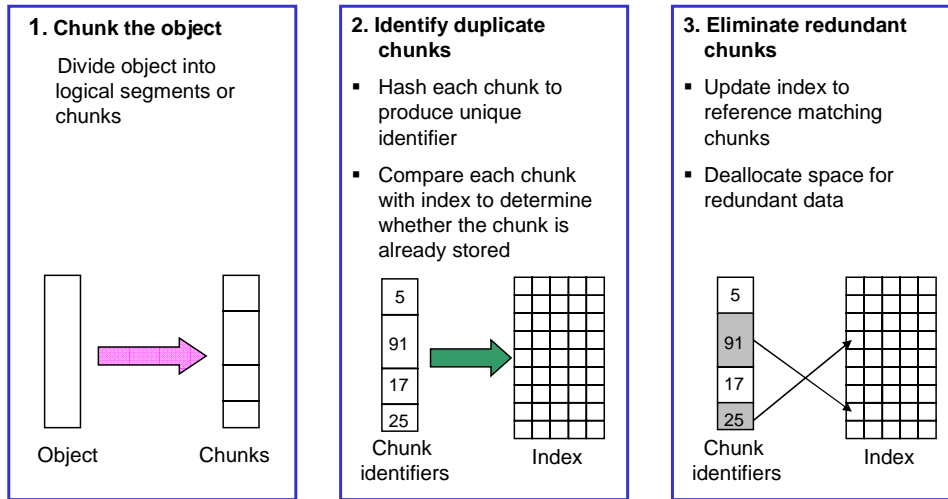 1. Chunk the object
Divide object into
logical segments or
chunks
Object
Chunks
2. Identify duplicate
chunks
▪ Hash each chunk to
produce unique
identifier
▪ Compare each chunk
with index to determine
whether the chunk is
already stored
5
91
17
25
Chunk
identifiers
Index
3. Eliminate redundant
chunks
▪ Update index to
reference matching
chunks
▪ Deallocate space for
redundant data
5
91
17
25
Chunk
identifiers
Index